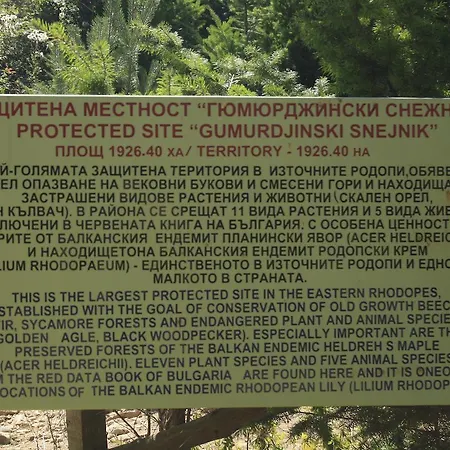 ЩИТЕНА МЕСТНОСТ “ГЮМЮРДЖИНСКИ СНЕЖН
PROTECTED SITE “GUMURDJINSKI SNEJNIK”
ПЛОЩ 1926.40 ХА/ TERRITORY - 1926.40 HA
Й-ГОЛЯМАТА ЗАЩИТЕНА ТЕРИТОРИЯ В ИЗТОЧНИТЕ РОДОПИ,ОБЯВЕ
ЕЛ ОПАЗВАНЕ НА ВЕКОВНИ БУКОВИ И СМЕСЕНИ ГОРИ И НАХОДИЩА
ЗАСТРАШЕНИ ВИДОВЕ РАСТЕНИЯ И ЖИВОТНИ (СКАЛЕН ОРЕЛ,
Н КЪЛВАЧ). В РАЙОНА СЕ СРЕЩАТ 11 ВИДА РАСТЕНИЯ И 5 ВИДА ЖИВ
КЛЮЧЕНИ В ЧЕРВЕНАТА КНИГА НА БЪЛГАРИЯ. С ОСОБЕНА ЦЕННОСТ
РИТЕ ОТ БАЛКАНСКИЯ ЕНДЕМИТ ПЛАНИНСКИ ЯВОР (ACER HELDREIC
И НАХОДИЩЕТОНА БАЛКАНСКИЯ ЕНДЕМИТ РОДОПСКИ КРЕМ
LIUM RHODOPAEUM) - ЕДИНСТВЕНОТО В ИЗТОЧНИТЕ РОДОПИ И ЕДНО
МАЛКОТО В СТРАНАТА.
THIS IS THE LARGEST PROTECTED SITE IN THE EASTERN RHODOPES,
ESTABLISHED WITH THE GOAL OF CONSERVATION OF OLD GROWTH BEEC
IR, SYCAMORE FORESTS AND ENDANGERED PLANT AND ANIMAL SPECIE
GOLDEN AGLE, BLACK WOODPECKER). ESPECIALLY IMPORTANT ARE TH
PRESERVED FORESTS OF THE BALKAN ENDEMIC HELDREH S MAPLE
(ACER HELDREICHII). ELEVEN PLANT SPECIES AND FIVE ANIMAL SPECIES
M THE RED DATA BOOK OF BULGARIA ARE FOUND HERE AND IT IS ONEO
LOCATIONS OF THE BALKAN ENDEMIC RHODOPEAN LILY (LILIUM RHODOP